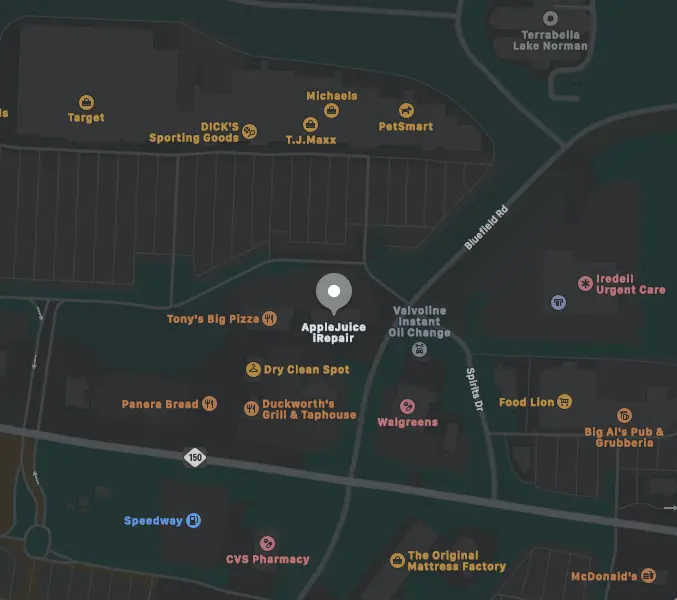 Terrabella
Lake Norman
Michaels
ls
Target
DICK'S
Sporting Goods
T.J.Maxx
PetSmart
Bluefield Rd
Iredell
Urgent Care
Tony's Big Pizza
AppleJuice
iRepair
Valvoline
Instant
Oil Change
Dry Clean Spot
Spirits Dr
Panera Bread
Duckworth's
Grill & Taphouse
Walgreens
Food Lion
Big Al's Pub &
Grubberia
150
Speedway
CVS Pharmacy
The Original
Mattress Factory
McDonald's